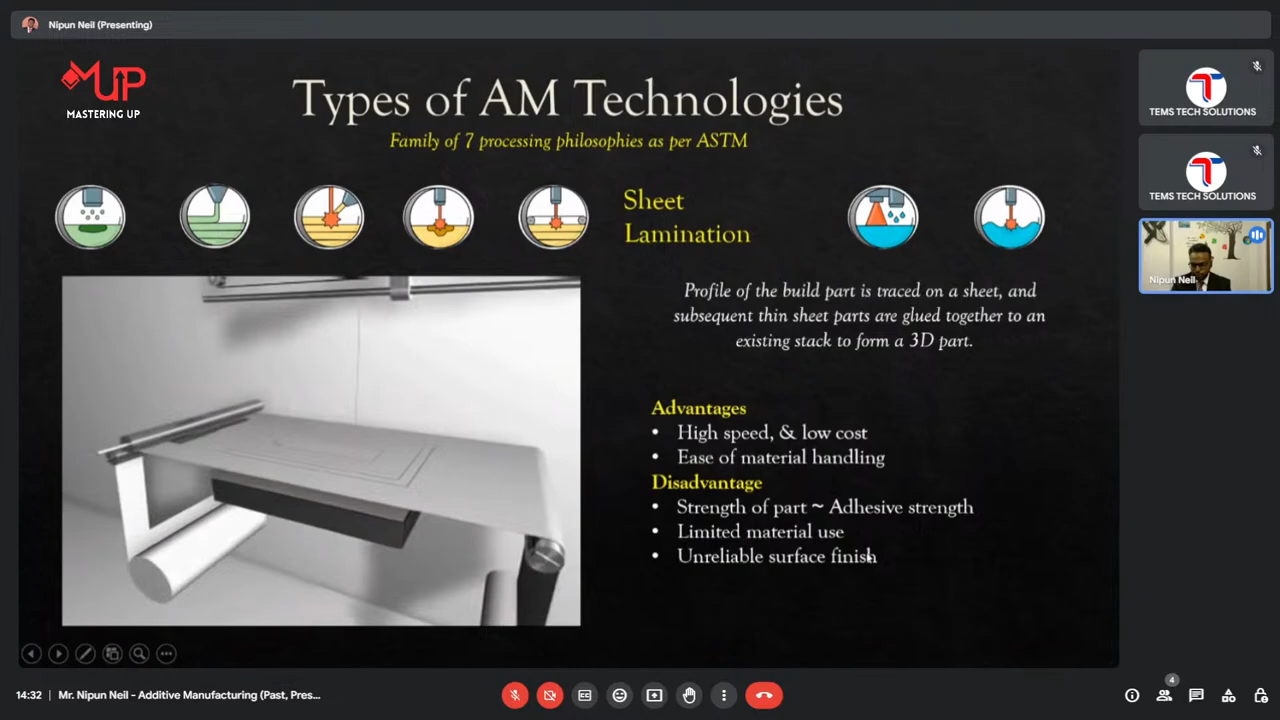 Nipun Neil (Presenting)
MUP
MASTERING UP
Types of AM Technologies
Family of 7 processing philosophies as per ASTM
Sheet
Lamination
Profile of the build part is traced on a sheet, and
subsequent thin sheet parts are glued together to an
existing stack to form a 3D part.
Advantages
• High speed, & low cost
• Ease of material handling
Disadvantage
• Strength of part ~ Adhesive strength
• Limited material use
• Unreliable surface finish
TEMS TECH SOLUTIONS
TEMS TECH SOLUTIONS
Nipun Neil
14:32 | Mr. Nipun Neil - Additive Manufacturing (Past, Pres...
4